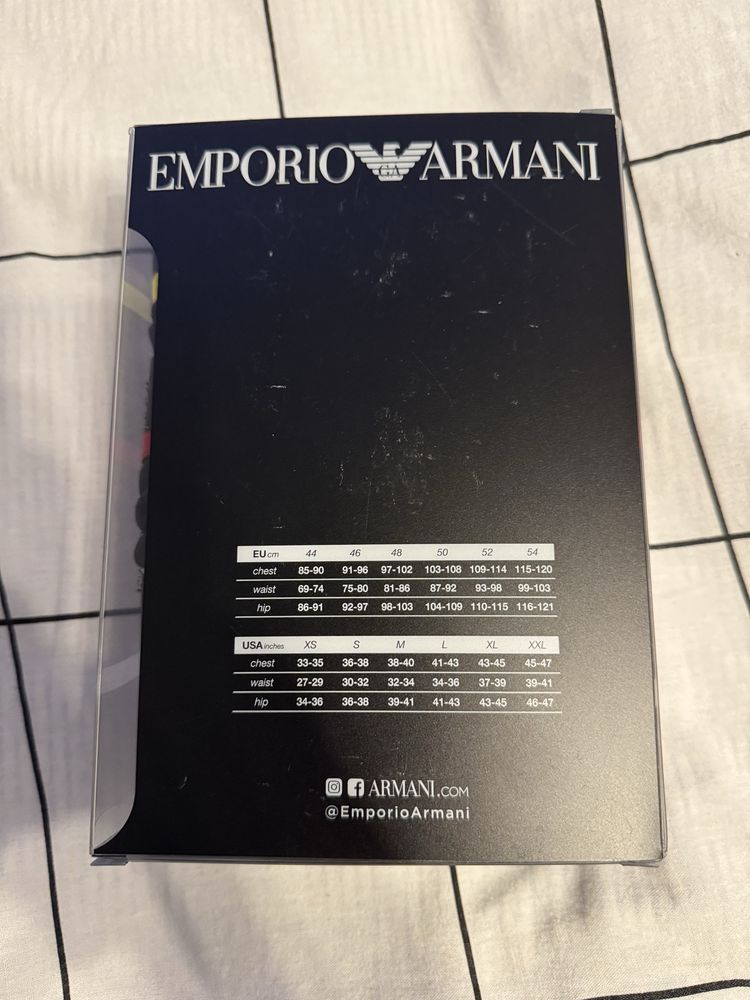 EMPORIO GA ARMANI
EU cm 44 46 48 50 52 54
chest 85-90 91-96 97-102 103-108 109-114 115-120
waist 69-74 75-80 81-86 87-92 93-98 99-103
hip 86-91 92-97 98-103 104-109 110-115 116-121
USA inches XS S M L XL XXL
chest 33-35 36-38 38-40 41-43 43-45 45-47
waist 27-29 30-32 32-34 34-36 37-39 39-41
hip 34-36 36-38 39-41 41-43 43-45 46-47
ARMANI.COM
@EmporioArmani